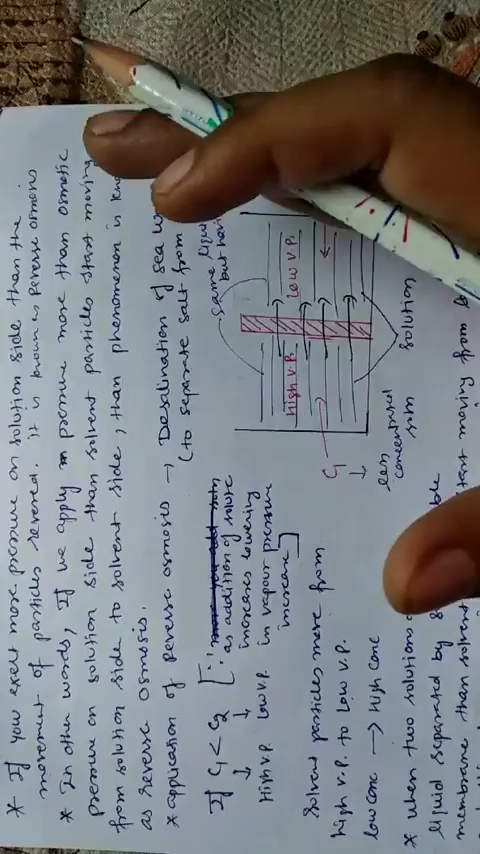 * If you exert more pressure on solution side than the
movement of particles reversed. it is known as reverse osmosis
* In other words, If we apply pressure more than osmotic
pressure on solution side than solvent particles start moving
from solution side to solvent side, than phenomenon is
as Reverse osmosis.
* application of Reverse osmosis → Desalination of sea
(to separate salt from
If C1 < C2
↓ ↓
High V.P. Low V.P.
[∵
as addition of solute
increases lowering
in vapour pressure
increase]
Solvent particles move from
high V.P. to low V.P.
low conc → High conc
Same liquid
but having
High V.P.
Low V.P.
C1
↓
less
concentrated
soln
solution
* when two solutions
liquid separated by
membrane than solvent start moving from